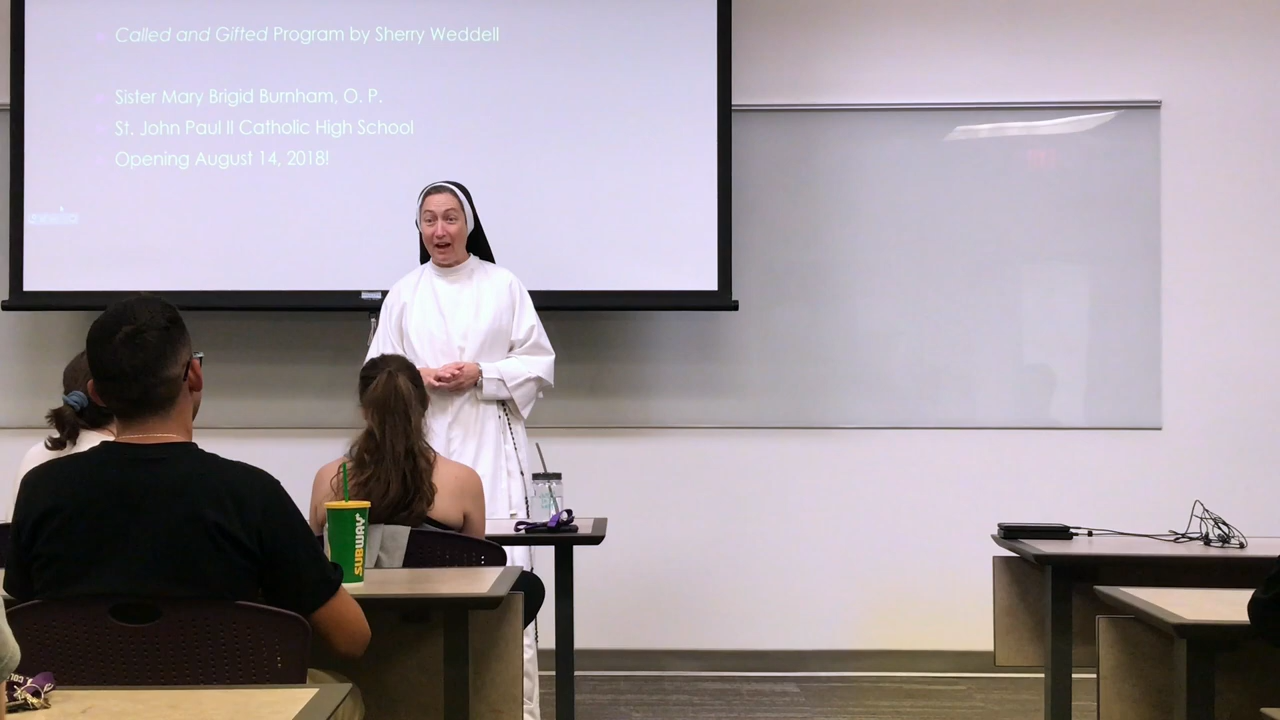 Called and Gifted Program by Sherry Weddell
Sister Mary Brigid Burnham, O. P.
St. John Paul II Catholic High School
Opening August 14, 2018!
SUBWAY